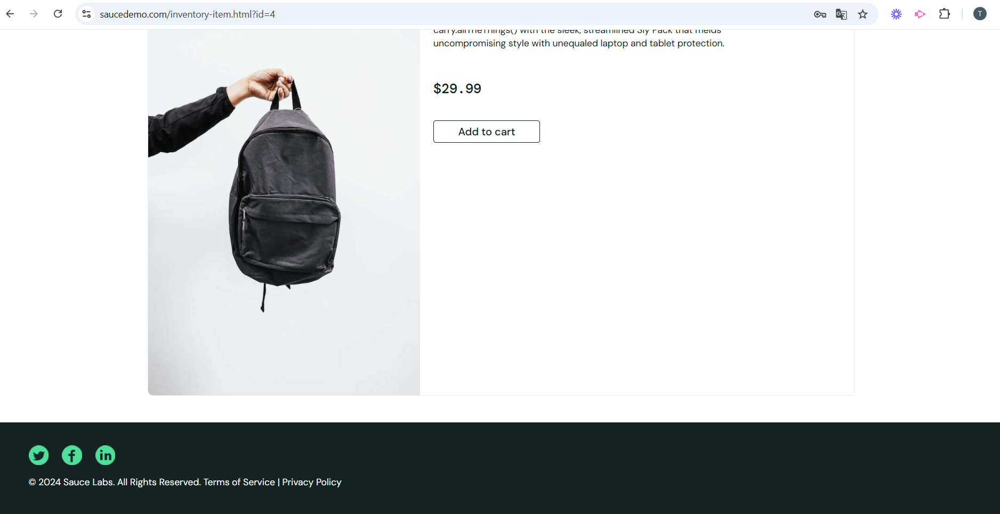 saucedemo.com/inventory-item.html?id=4
T
carry.allTheThings() with the sleek, streamlined Sly Pack that melds
uncompromising style with unequaled laptop and tablet protection.
$29.99
Add to cart
© 2024 Sauce Labs. All Rights Reserved. Terms of Service | Privacy Policy